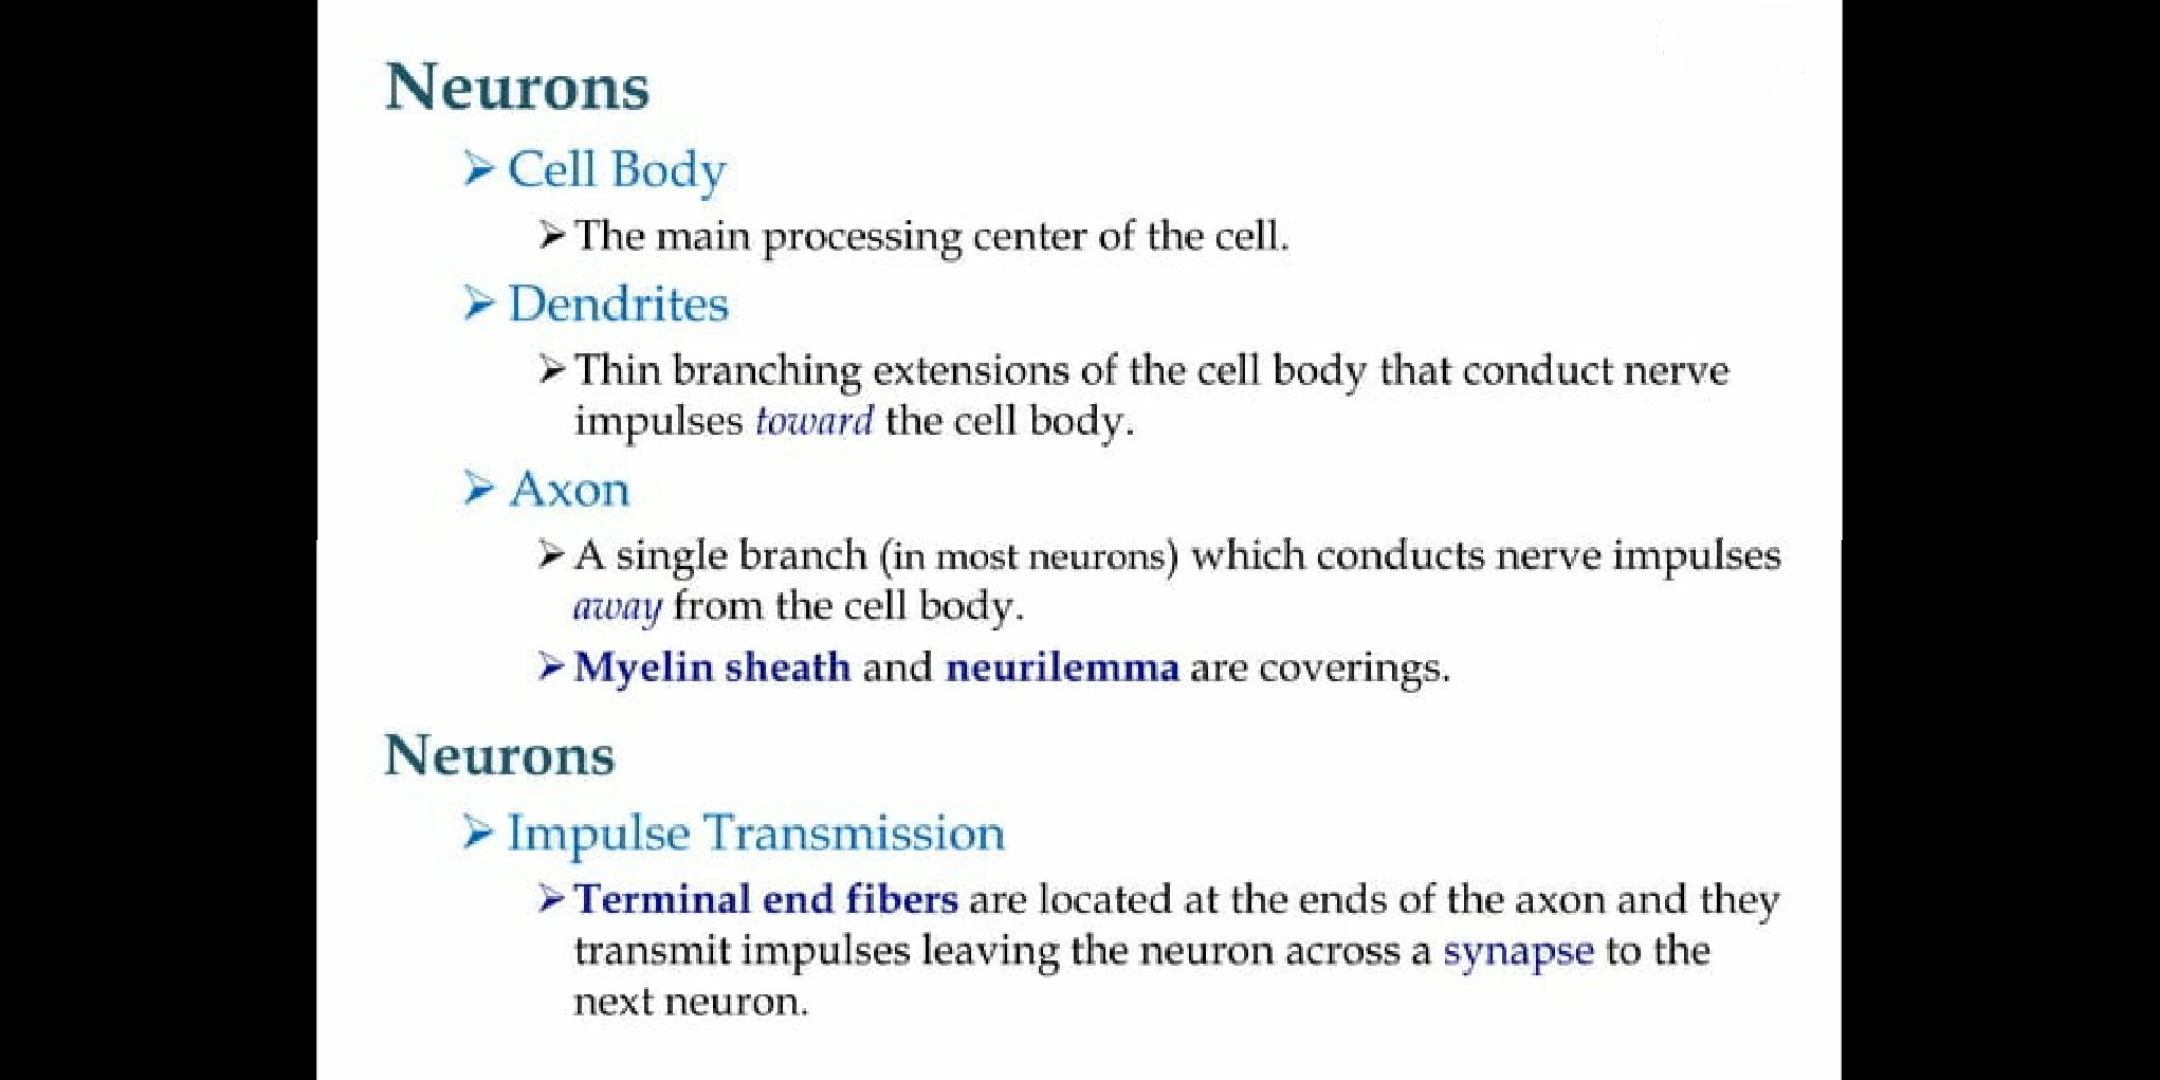 Neurons
➢ Cell Body
➢ The main processing center of the cell.
➢ Dendrites
➢ Thin branching extensions of the cell body that conduct nerve
impulses toward the cell body.
➢ Axon
➢ A single branch (in most neurons) which conducts nerve impulses
away from the cell body.
➢ Myelin sheath and neurilemma are coverings.
Neurons
➢ Impulse Transmission
➢ Terminal end fibers are located at the ends of the axon and they
transmit impulses leaving the neuron across a synapse to the
next neuron.